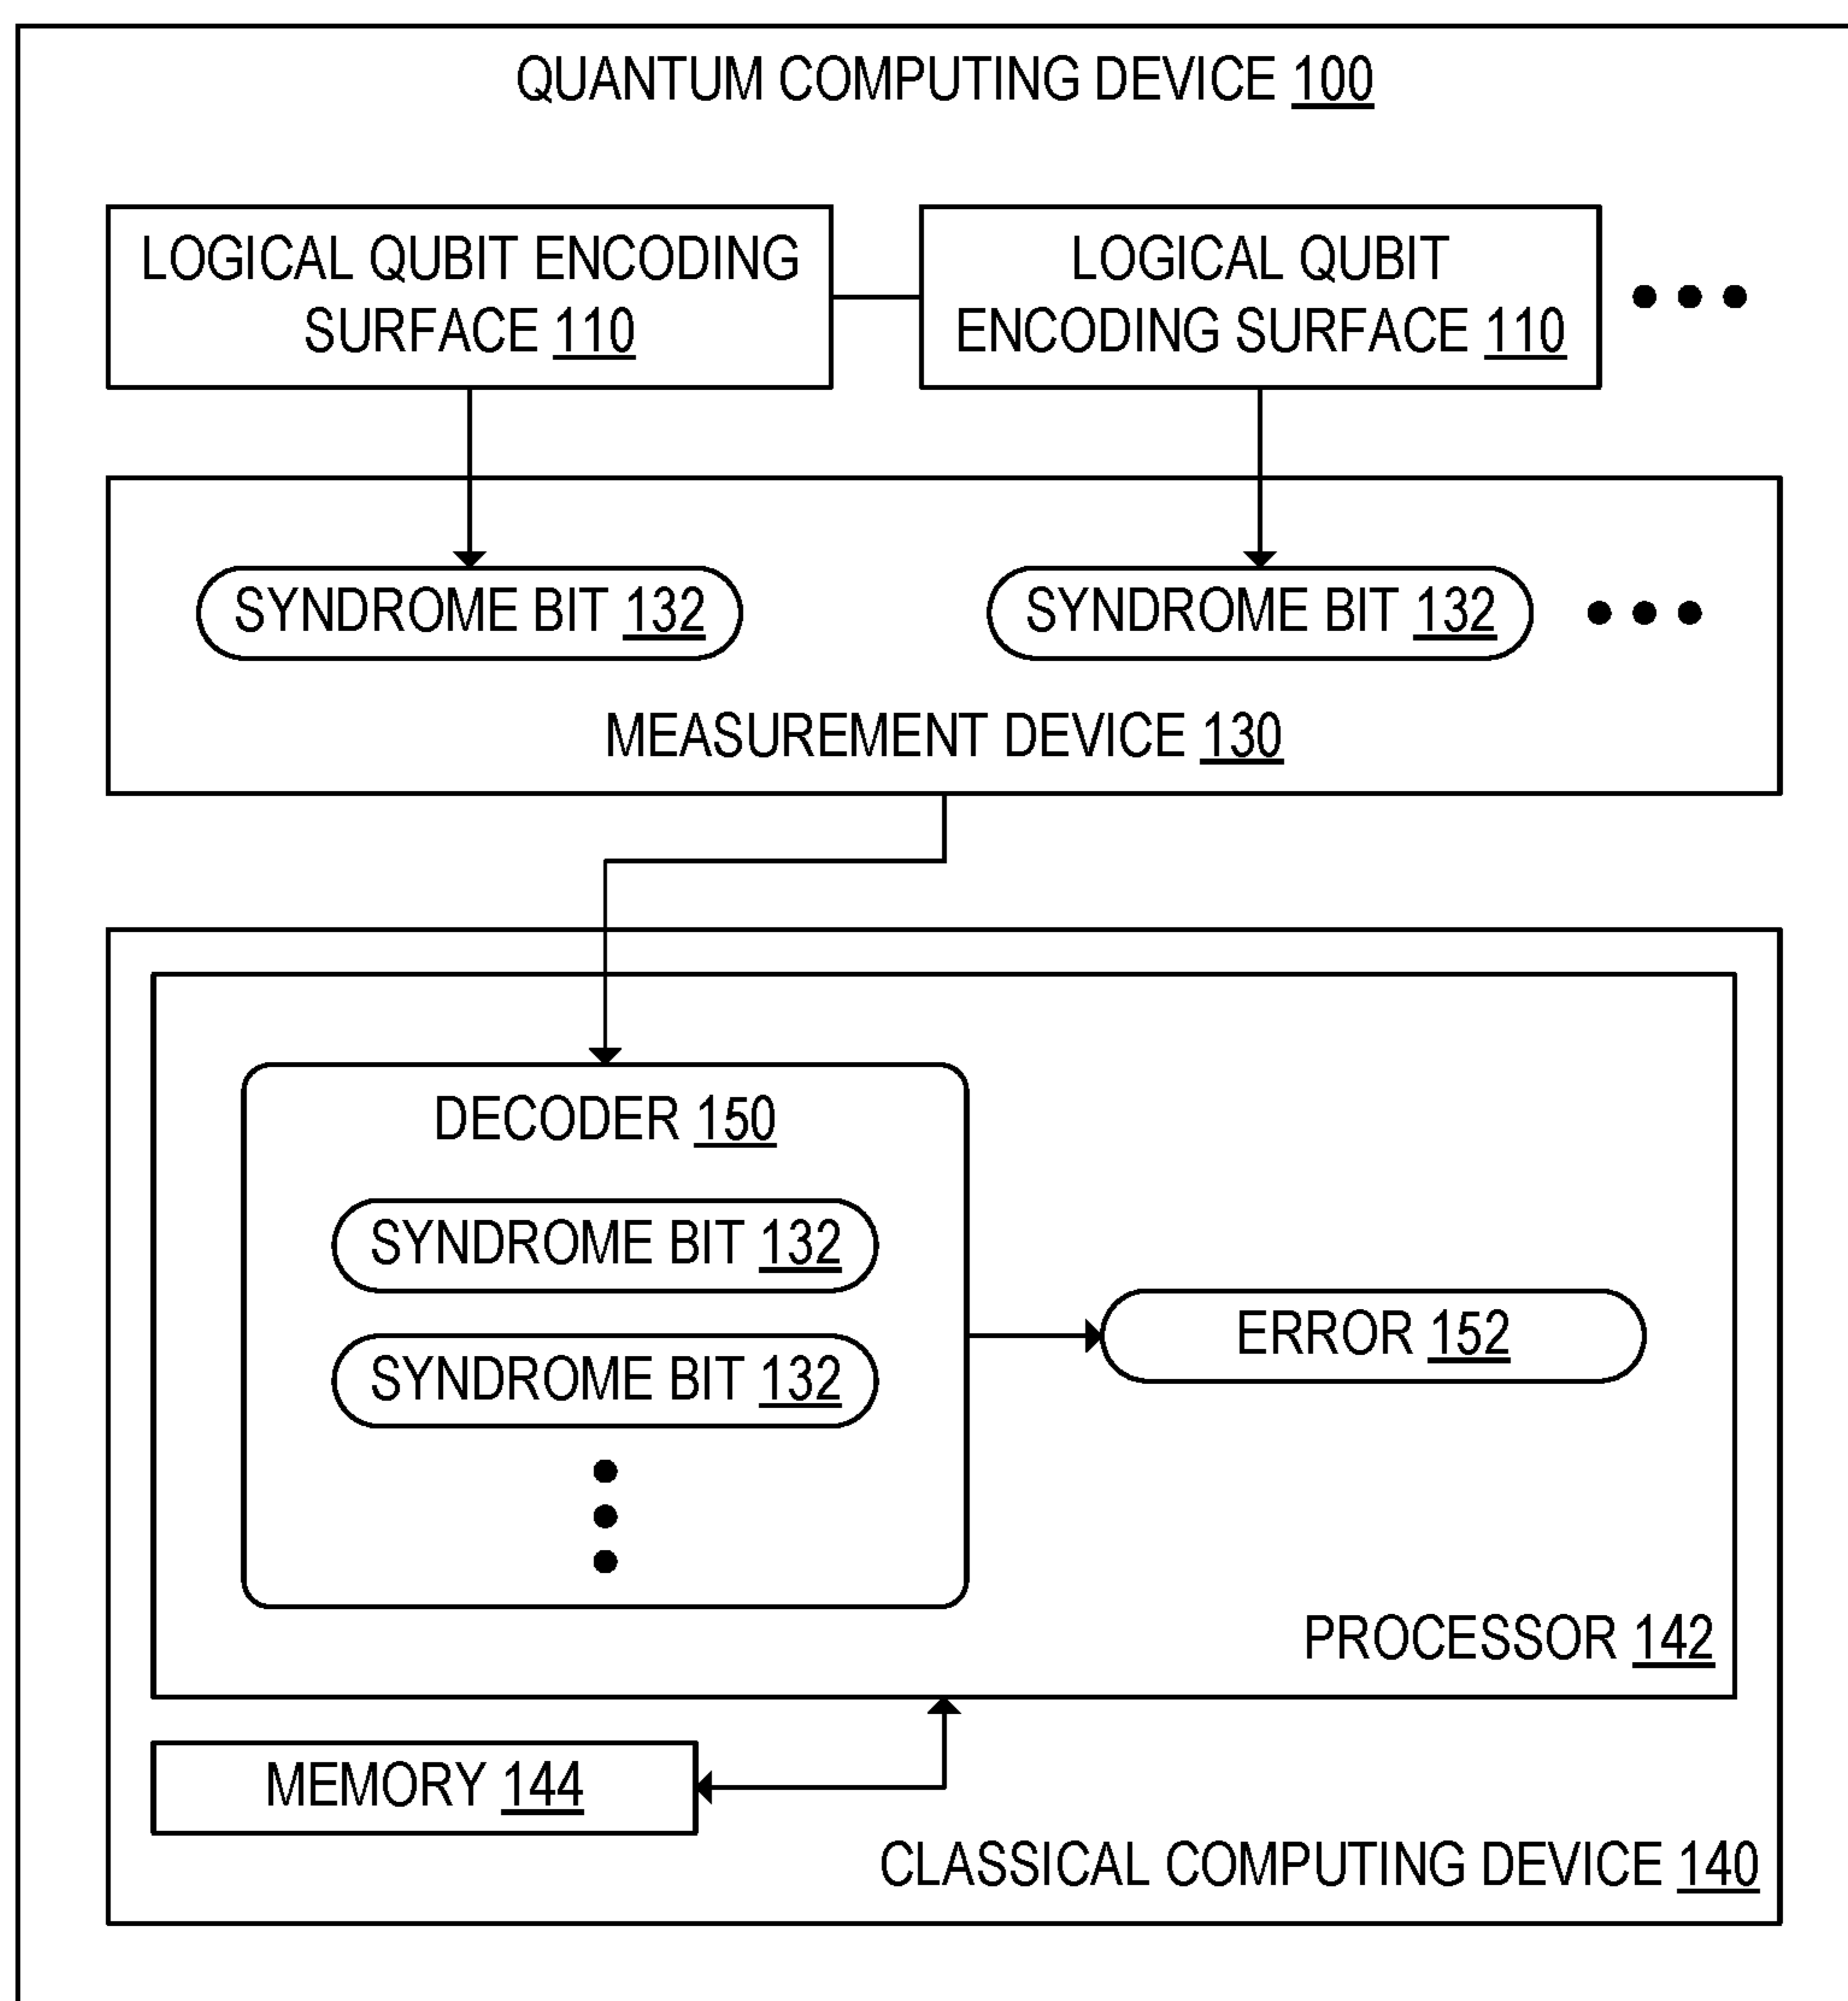 QUANTUM COMPUTING DEVICE 100
LOGICAL QUBIT ENCODING
SURFACE 110
LOGICAL QUBIT
ENCODING SURFACE 110
SYNDROME BIT 132
SYNDROME BIT 132
MEASUREMENT DEVICE 130
DECODER 150
SYNDROME BIT 132
SYNDROME BIT 132
ERROR 152
PROCESSOR 142
MEMORY 144
CLASSICAL COMPUTING DEVICE 140